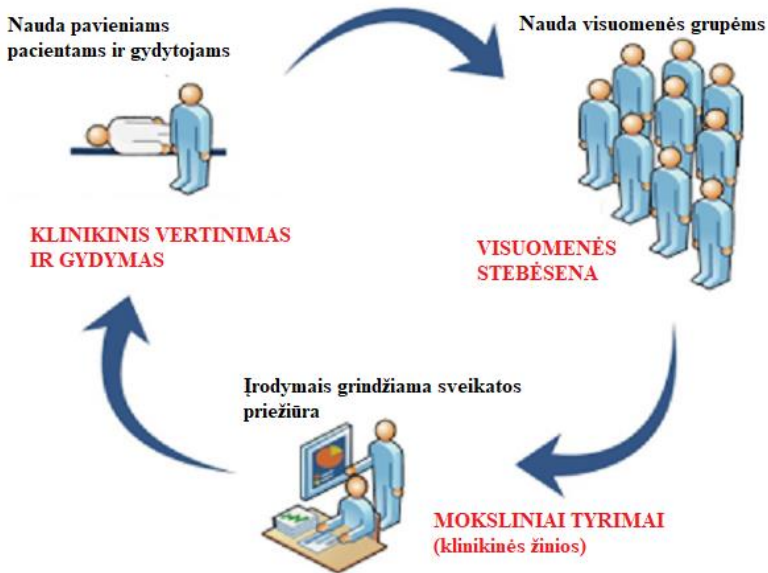 Nauda pavieniams
pacientams ir gydytojams
KLINIKINIS VERTINIMAS
IR GYDYMAS
Nauda visuomenės grupėms
VISUOMENĖS
STEBĖSENA
Įrodymais grindžiama sveikatos
priežiūra
MOKSLINIAI TYRIMAI
(klinikinės žinios)